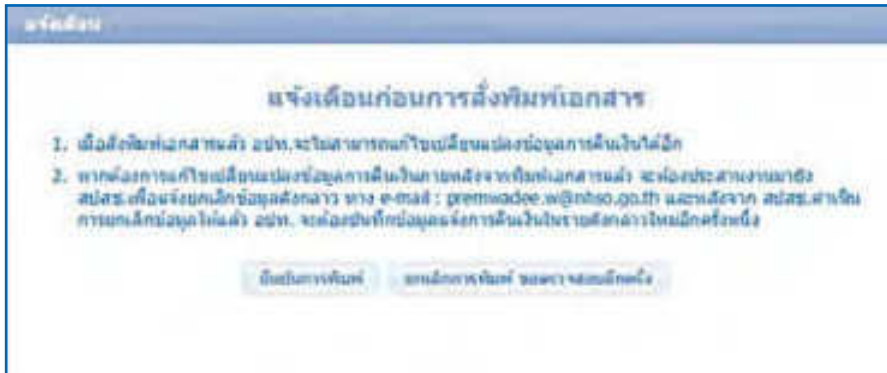 แจ้งเตือน
แจ้งเตือนก่อนการสั่งพิมพ์เอกสาร
1. เมื่อสั่งพิมพ์เอกสารแล้ว อปท.จะไม่สามารถแก้ไขเปลี่ยนแปลงข้อมูลการคืนเงินได้อีก
2. หากต้องการแก้ไขเปลี่ยนแปลงข้อมูลการคืนเงินภายหลังจากพิมพ์เอกสารแล้ว จะต้องประสานงานมายัง
สปสช.เพื่อแจ้งยกเลิกข้อมูลดังกล่าว ทาง e-mail : premwadee.w@nhso.go.th และหลังจาก สปสช.ดำเนิน
การยกเลิกข้อมูลให้แล้ว อปท. จะต้องบันทึกข้อมูลแจ้งการคืนเงินในรายดังกล่าวใหม่อีกครั้งหนึ่ง
ยืนยันการพิมพ์ ยกเลิกการพิมพ์ ขอตรวจสอบอีกครั้ง